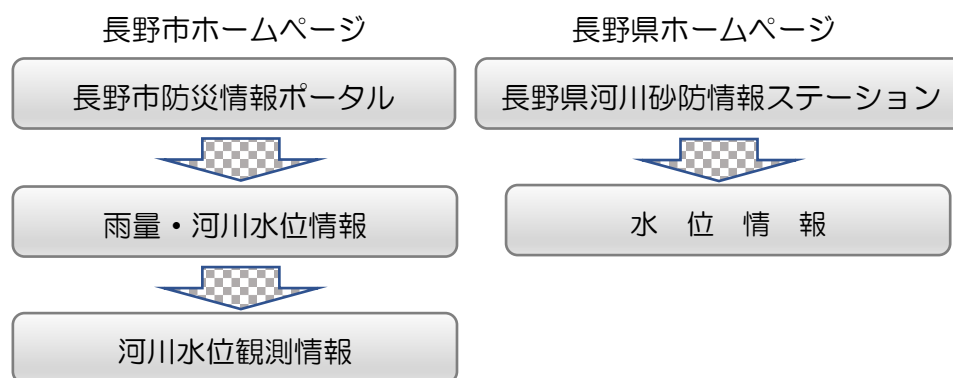 長野市ホームページ
長野市防災情報ポータル
雨量・河川水位情報
河川水位観測情報
長野県ホームページ
長野県河川砂防情報ステーション
水 位 情 報